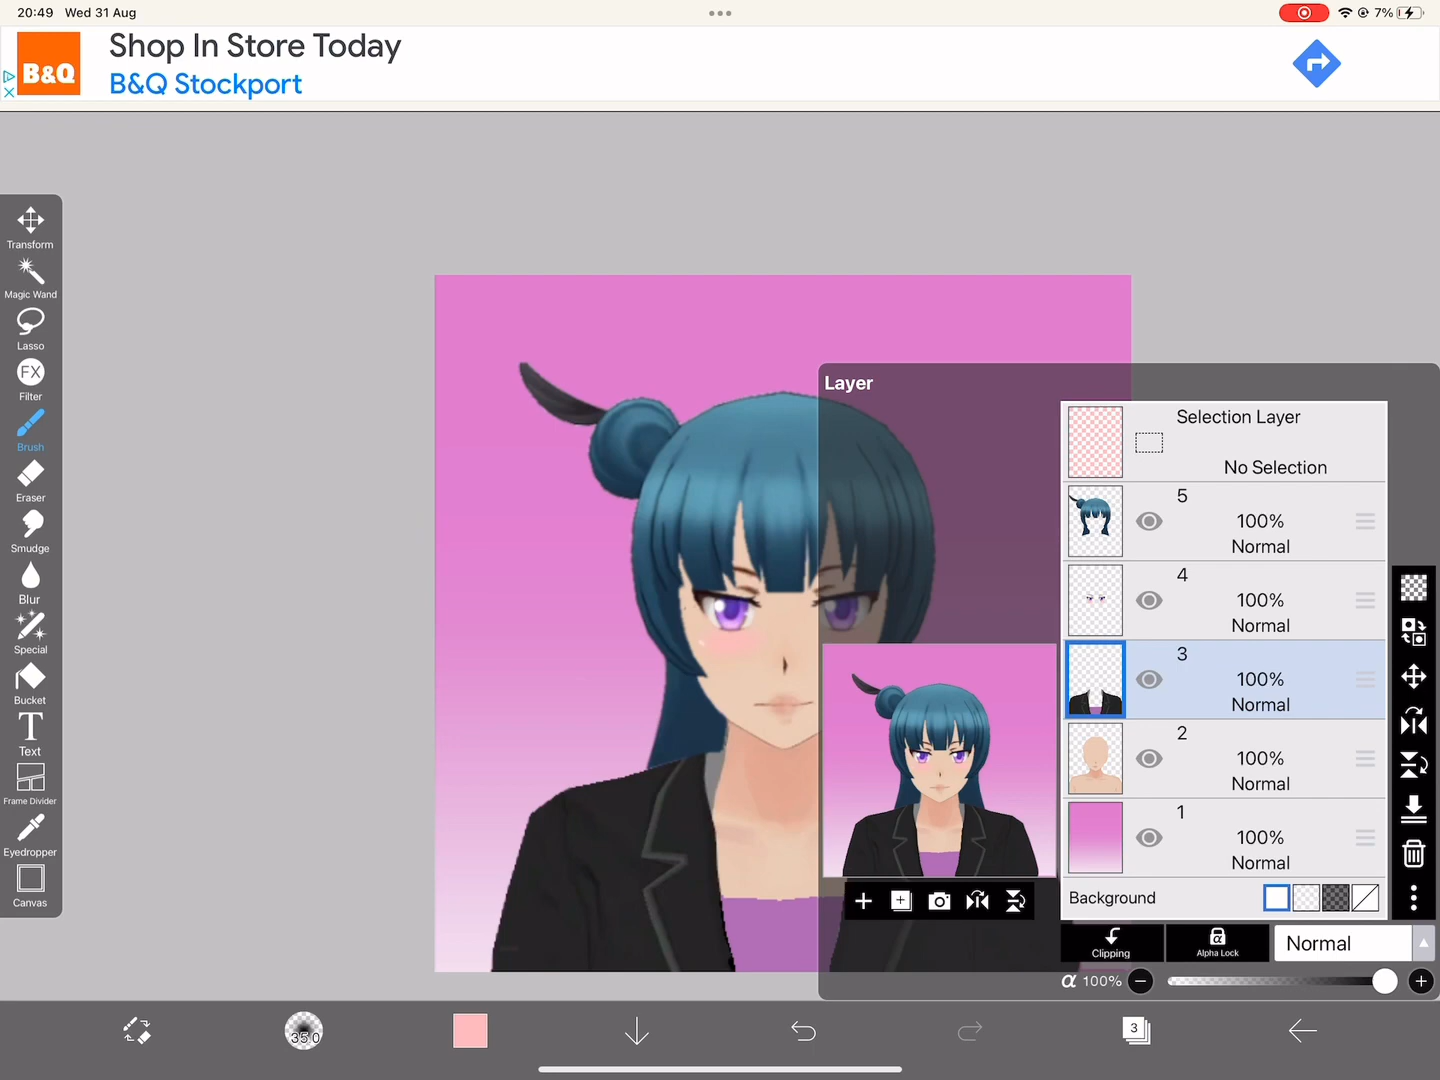 20:49 Wed 31 Aug
7%
B&Q
Shop In Store Today
B&Q Stockport
Transform
Magic Wand
Lasso
FX
Filter
Brush
Eraser
Smudge
Blur
Special
Bucket
T
Text
Frame Divider
Eyedropper
Canvas
Layer
Selection Layer
No Selection
5
100%
Normal
4
100%
Normal
3
100%
Normal
2
100%
Normal
1
100%
Normal
Background
Clipping
Alpha Lock
Normal
α 100%
35.0
3